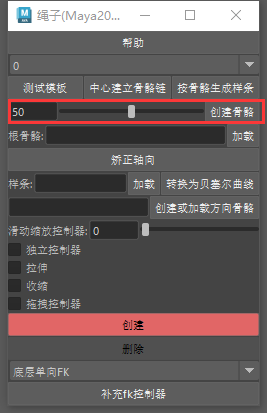 绳子(Maya20...
帮助
0
测试模板 中心建立骨骼链 按骨骼生成样条
50 创建骨骼
根骨骼: 加载
矫正轴向
样条: 加载 转换为贝塞尔曲线
创建或加载方向骨骼
滑动缩放控制器: 0
独立控制器
拉伸
收缩
拖拽控制器
创建
删除
底层单向FK
补充fk控制器